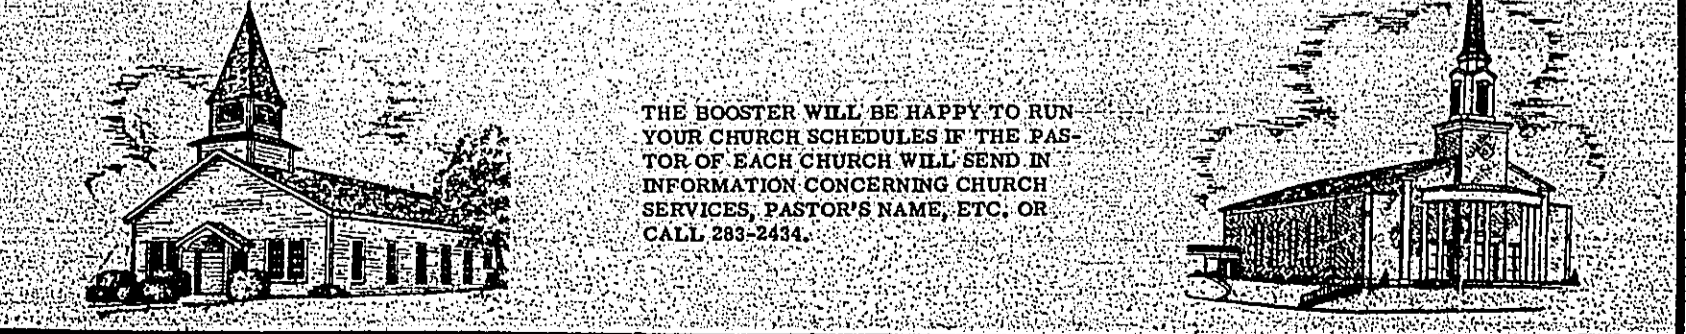 THE BOOSTER WILL BE HAPPY TO RUN
YOUR CHURCH SCHEDULES IF THE PAS-
TOR OF EACH CHURCH WILL SEND IN
INFORMATION CONCERNING CHURCH
SERVICES, PASTOR'S NAME, ETC. OR
CALL 283-2434.